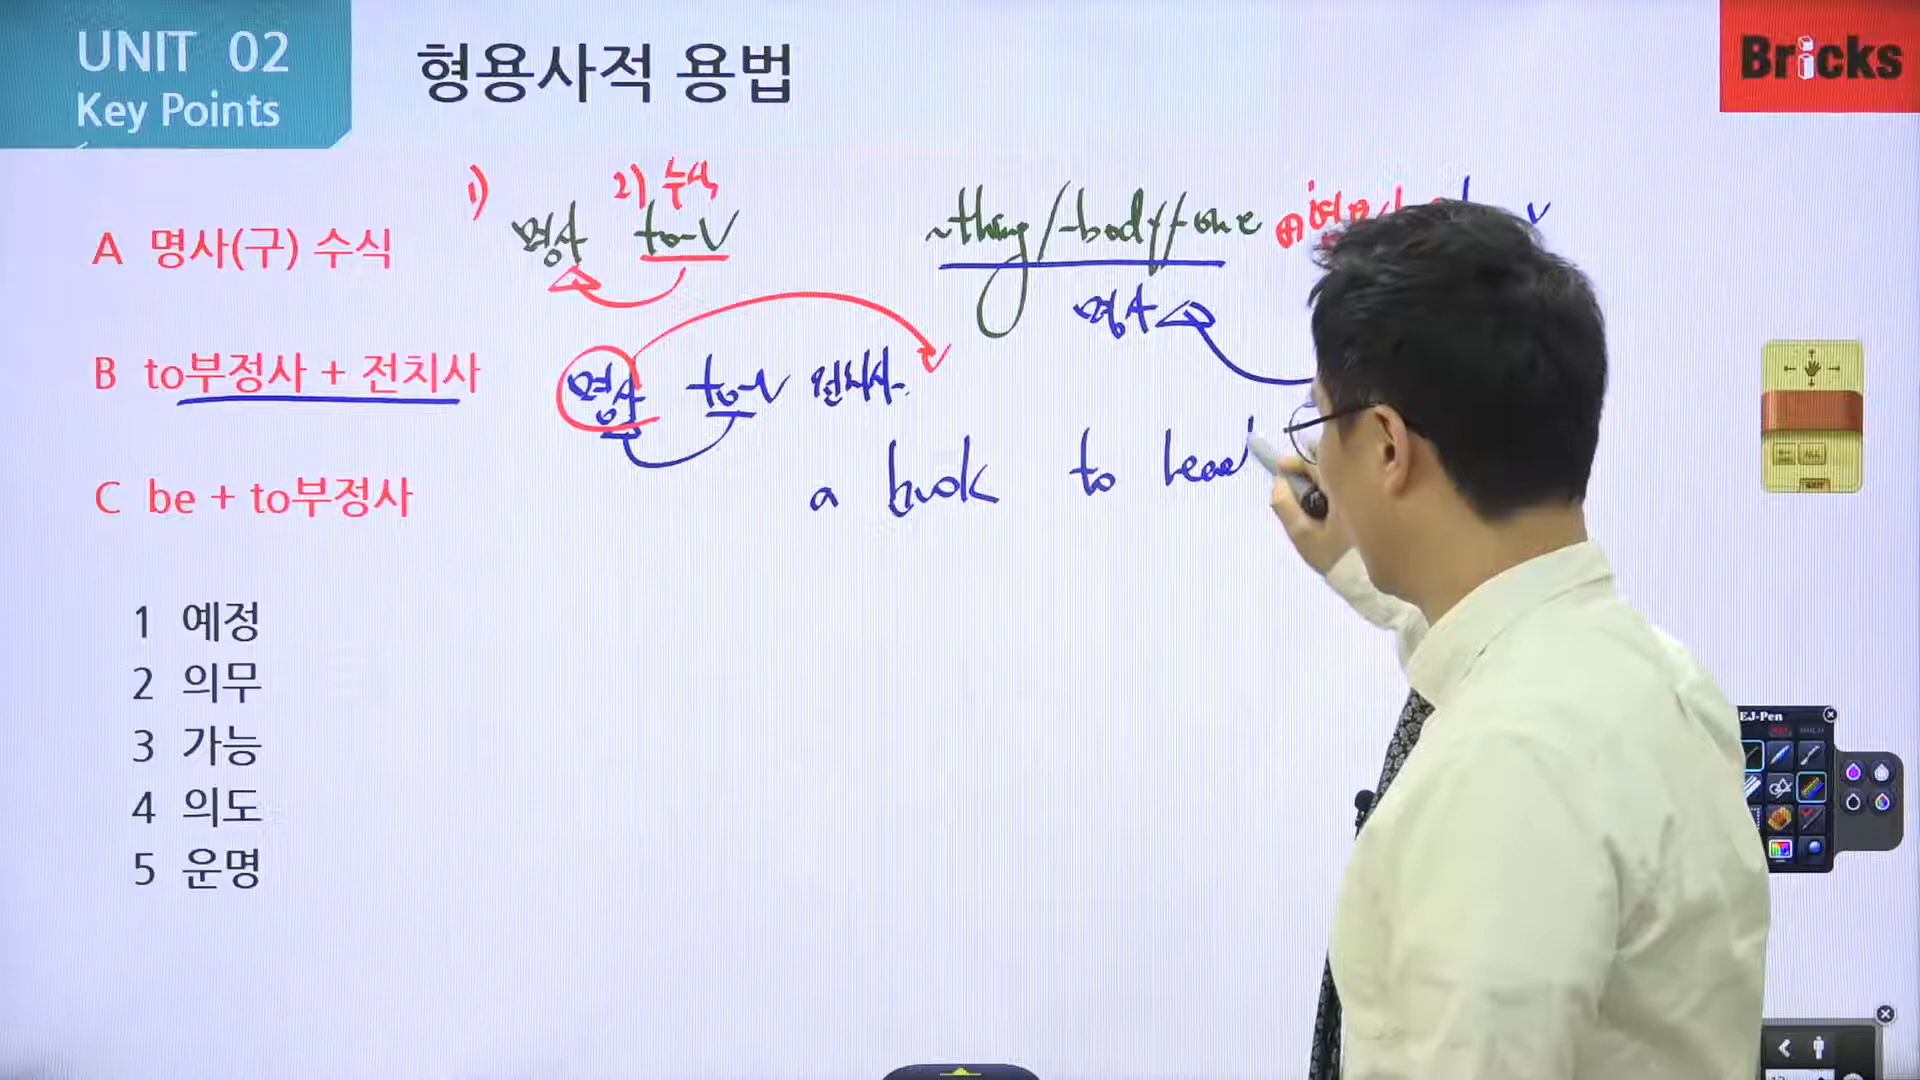 UNIT 02
Key Points
형용사적 용법
Bricks
1) 명사 2) 수식 to-V
~thing/-body/-one
명사
A 명사(구) 수식
B to부정사 + 전치사
명사 to-V 전치사
a book to read
C be + to부정사
1 예정
2 의무
3 가능
4 의도
5 운명
EJ-Pen
EXIT